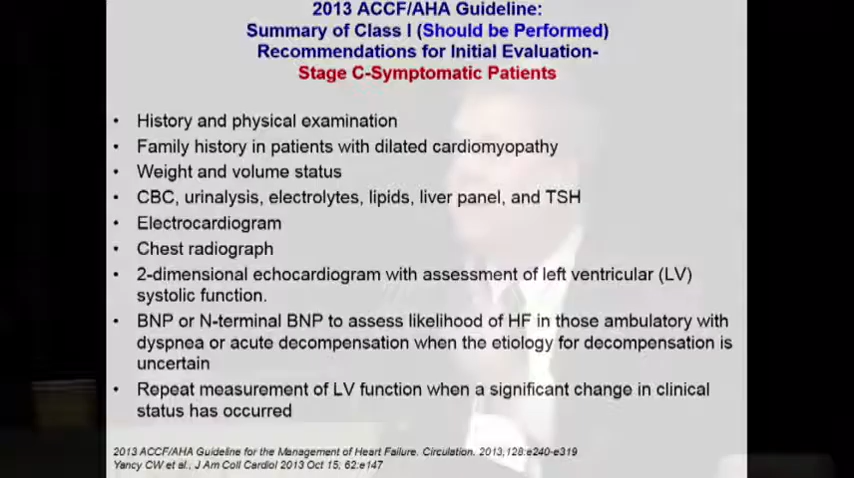 2013 ACCF/AHA Guideline:
Summary of Class I (Should be Performed)
Recommendations for Initial Evaluation-
Stage C-Symptomatic Patients
• History and physical examination
• Family history in patients with dilated cardiomyopathy
• Weight and volume status
• CBC, urinalysis, electrolytes, lipids, liver panel, and TSH
• Electrocardiogram
• Chest radiograph
• 2-dimensional echocardiogram with assessment of left ventricular (LV)
systolic function.
• BNP or N-terminal BNP to assess likelihood of HF in those ambulatory with
dyspnea or acute decompensation when the etiology for decompensation is
uncertain
• Repeat measurement of LV function when a significant change in clinical
status has occurred
2013 ACCF/AHA Guideline for the Management of Heart Failure. Circulation. 2013;128:e240-e319
Yancy CW et al., J Am Coll Cardiol 2013 Oct 15; 62:e147